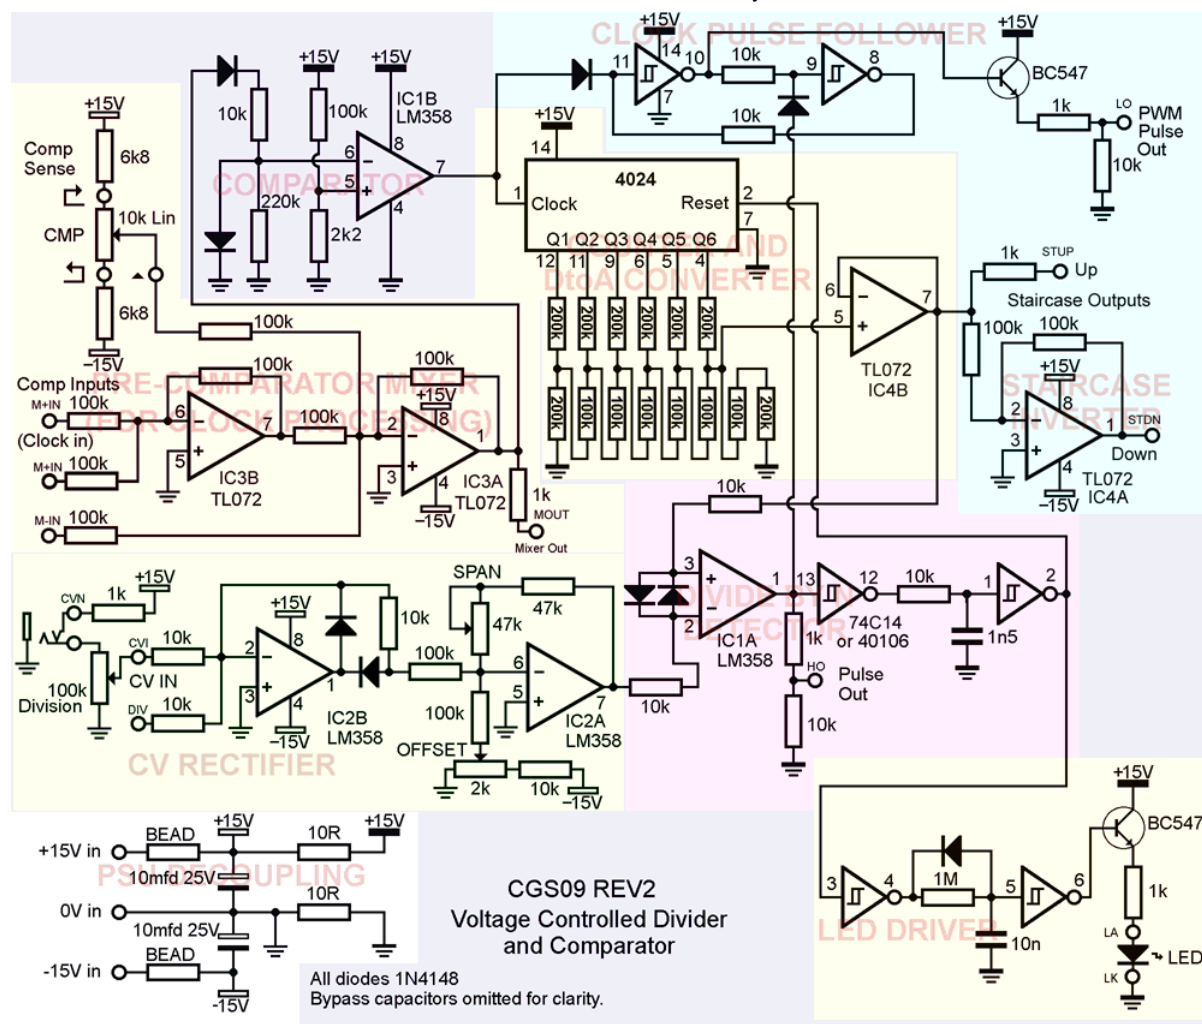 CLOCK PULSE FOLLOWER
+15V
14
11
10
10k
9
8
7
10k
+15V
BC547
1k
LO
PWM
Pulse
Out
10k
+15V
+15V
10k
100k
IC1B
LM358
8
6
5
7
4
COMPARATOR
220k
2k2
+15V
Comp
Sense
6k8
10k Lin
CMP
6k8
–15V
+15V
14
4024
1
Clock
Reset
2
7
Q1 Q2 Q3 Q4 Q5 Q6
12 11 9 6 5 4
COUNTER AND
DtoA CONVERTER
200k 200k 200k 200k 200k 200k
200k 100k 100k 100k 100k 100k 200k
6
5
7
TL072
IC4B
1k
STUP
Up
Staircase Outputs
100k
100k
+15V
8
STAIRCASE
INVERTER
2
3
1
STDN
Down
4
–15V
TL072
IC4A
100k
100k
100k
PRE-COMPARATOR MIXER
(FOR CLOCK PROCESSING)
Comp Inputs
M+IN
100k
(Clock in)
M+IN
100k
M-IN
100k
6
5
7
IC3B
TL072
100k
+15V
8
2
3
1
4
–15V
IC3A
TL072
1k
MOUT
Mixer Out
10k
3
2
1
IC1A
LM358
DIVIDE BY N
DETECTOR
13
12
74C14
or 40106
10k
1
2
1n5
1k
HO
Pulse
Out
10k
10k
+15V
CVN
1k
CVI
10k
CV IN
100k
Division
DIV
10k
+15V
8
2
3
1
4
–15V
IC2B
LM358
10k
100k
SPAN
47k
47k
6
5
7
IC2A
LM358
100k
OFFSET
2k
10k
–15V
CV RECTIFIER
+15V
+15V
+15V in
BEAD
10R
PSU DECOUPLING
10mfd 25V
0V in
10R
10mfd 25V
-15V in
BEAD
-15V
CGS09 REV2
Voltage Controlled Divider
and Comparator
All diodes 1N4148
Bypass capacitors omitted for clarity.
+15V
BC547
3
4
1M
5
6
10n
1k
LA
LED
LK
LED DRIVER